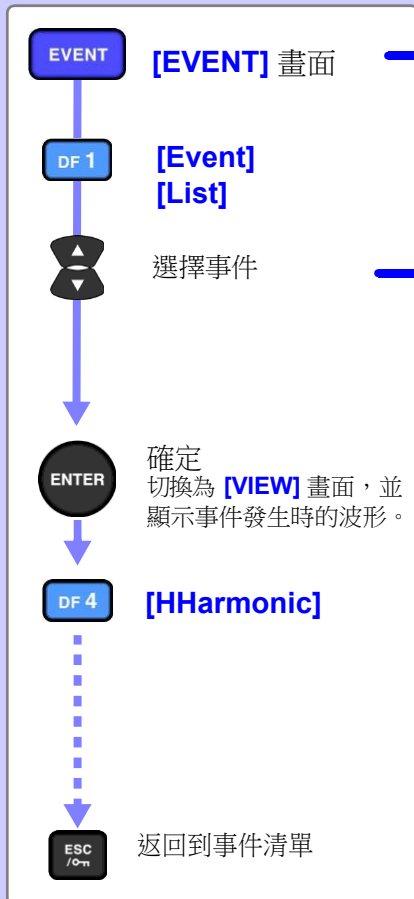 EVENT [EVENT] 畫面
DF 1 [Event]
[List]
選擇事件
ENTER 確定
切換為 [VIEW] 畫面，並
顯示事件發生時的波形。
DF 4 [HHarmonic]
ESC 返回到事件清單
/